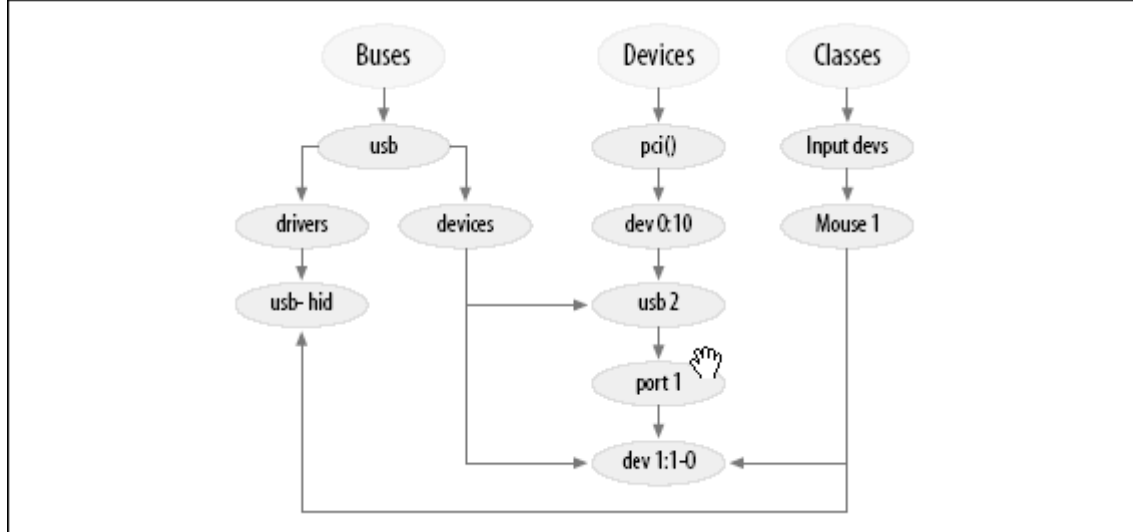 Buses
Devices
Classes
usb
pci()
Input devs
drivers
devices
dev 0:10
Mouse 1
usb- hid
usb 2
port 1
dev 1:1-0